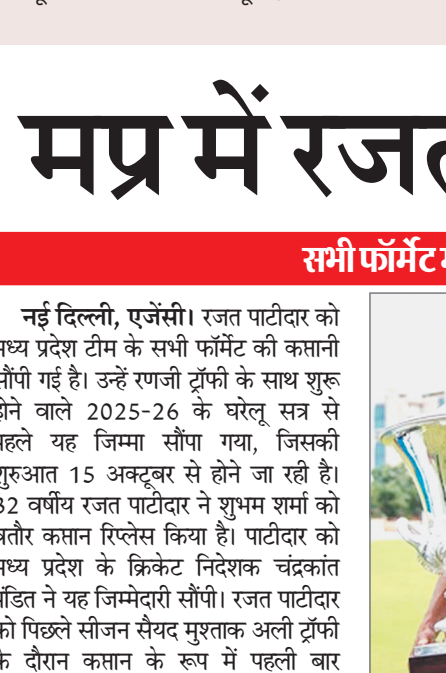 मप्र में रजत
सभी फॉर्मेट
नई दिल्ली, एजेंसी। रजत पाटीदार को
मध्य प्रदेश टीम के सभी फॉर्मेट की कप्तानी
सौंपी गई है। उन्हें रणजी ट्रॉफी के साथ शुरू
होने वाले 2025-26 के घरेलू सत्र से
पहले यह जिम्मा सौंपा गया, जिसकी
शुरुआत 15 अक्टूबर से होने जा रही है।
32 वर्षीय रजत पाटीदार ने शुभम शर्मा को
बतौर कप्तान रिप्लेस किया है। पाटीदार को
मध्य प्रदेश के क्रिकेट निदेशक चंद्रकांत
पंडित ने यह जिम्मेदारी सौंपी। रजत पाटीदार
को पिछले सीजन सैयद मुश्ताक अली ट्रॉफी
के दौरान कप्तान के रूप में पहली बार